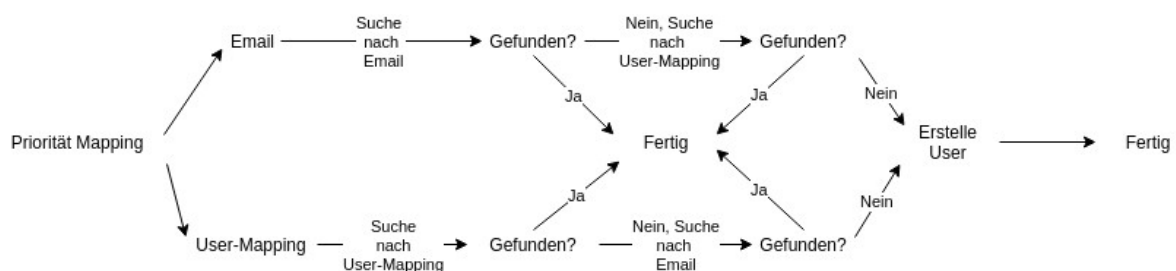 Priorität Mapping
Email
Suche
nach
Email
Gefunden?
Nein, Suche
nach
User-Mapping
Gefunden?
Ja
Ja
Nein
Fertig
Erstelle
User
Fertig
Ja
Ja
Nein
User-Mapping
Suche
nach
User-Mapping
Gefunden?
Nein, Suche
nach
Email
Gefunden?